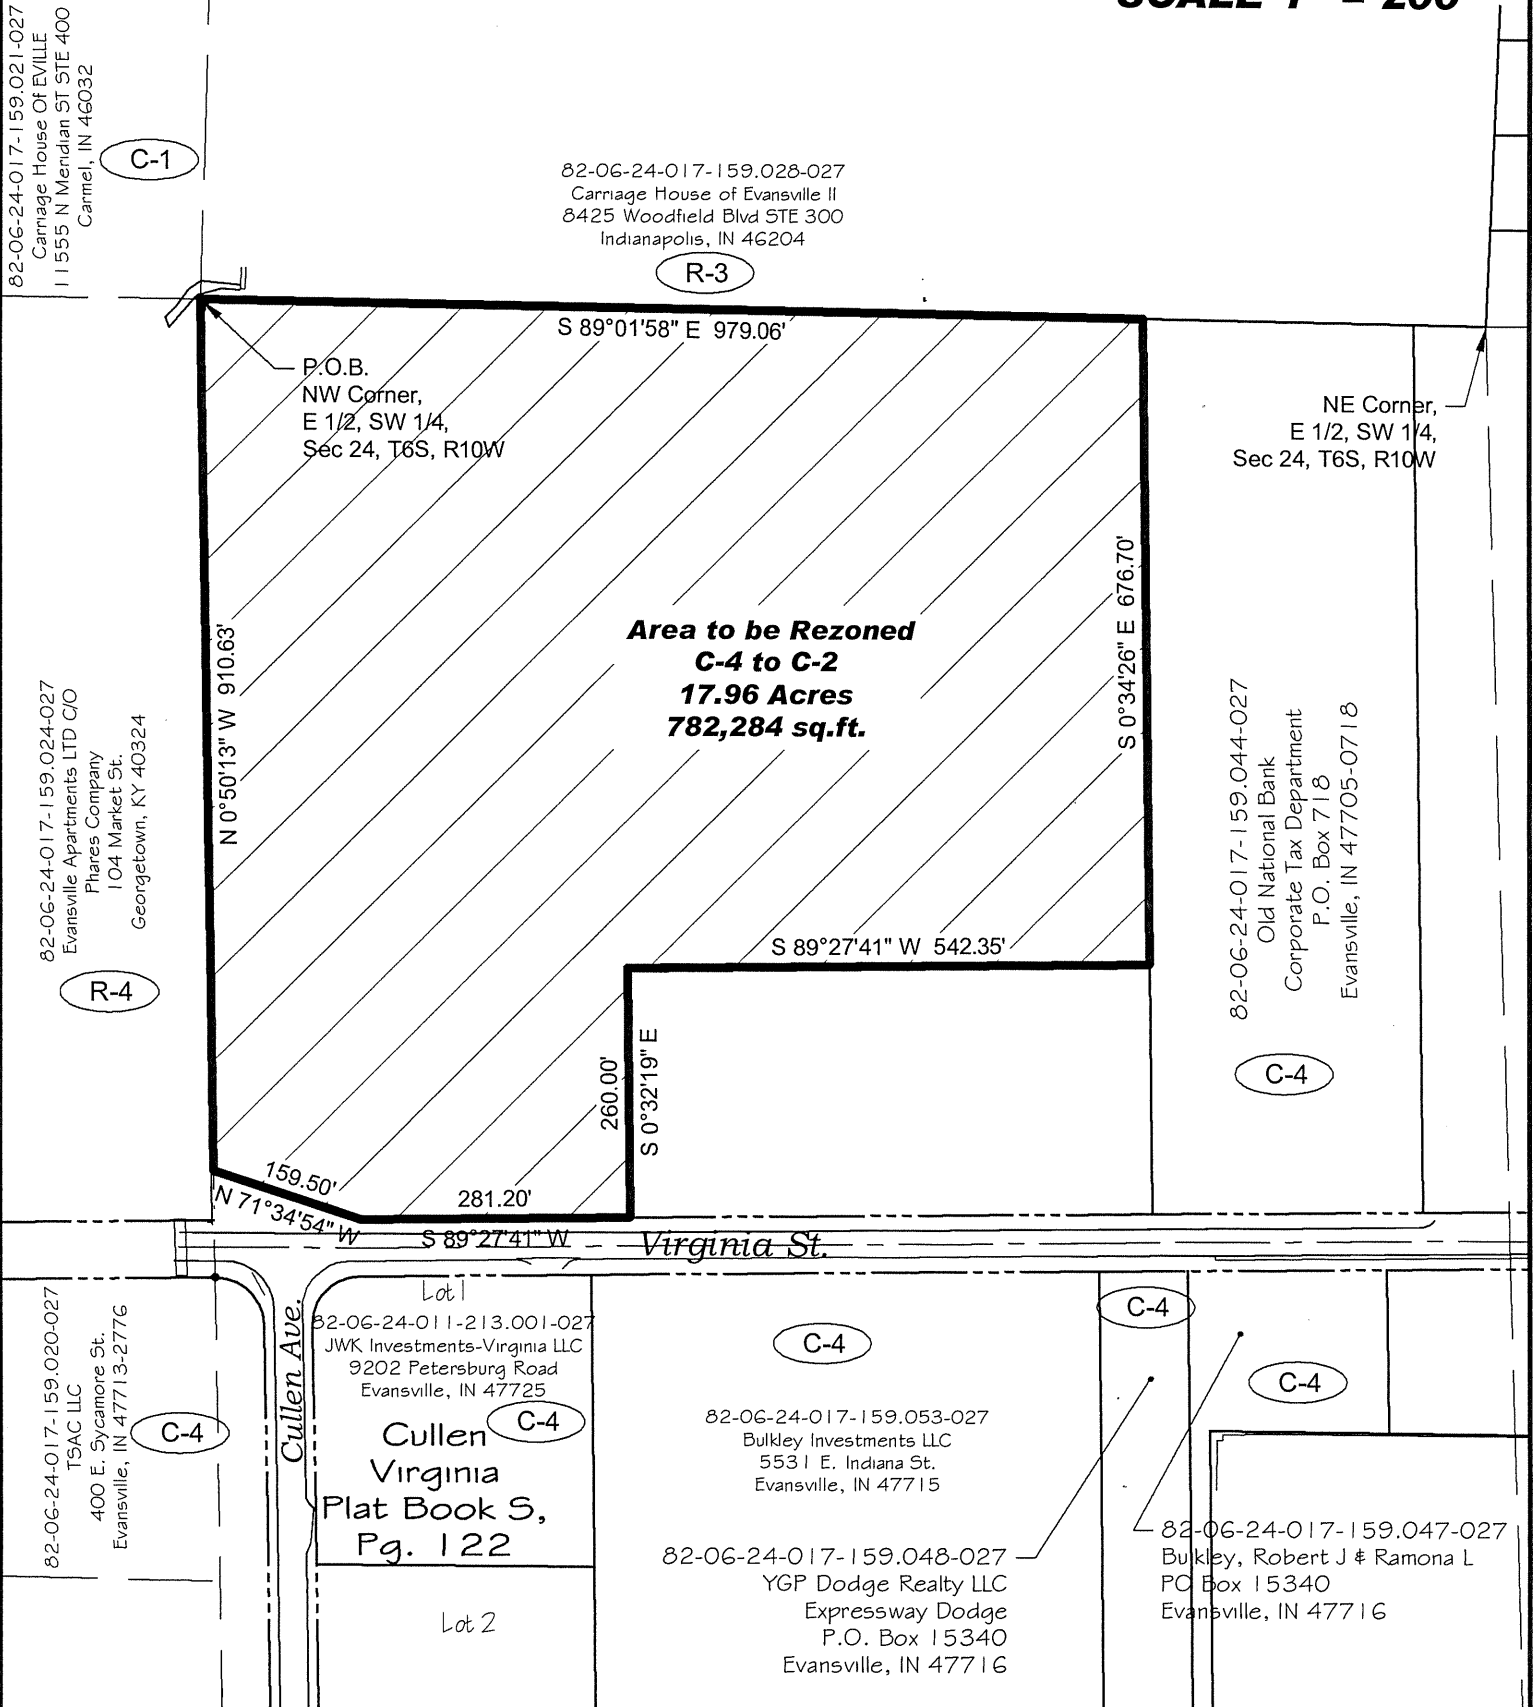 SCALE 1" = 200'
82-06-24-017-159.021-027
Carriage House Of EVILLE
11555 N Meridian ST STE 400
Carmel, IN 46032
C-1
82-06-24-017-159.028-027
Carriage House of Evansville II
8425 Woodfield Blvd STE 300
Indianapolis, IN 46204
R-3
S 89°01'58" E 979.06'
P.O.B.
NW Corner,
E 1/2, SW 1/4,
Sec 24, T6S, R10W
NE Corner,
E 1/2, SW 1/4,
Sec 24, T6S, R10W
N 0°50'13" W 910.63'
S 0°34'26" E 676.70'
Area to be Rezoned
C-4 to C-2
17.96 Acres
782,284 sq.ft.
82-06-24-017-159.024-027
Evansville Apartments LTD C/O
Phares Company
104 Market St.
Georgetown, KY 40324
R-4
82-06-24-017-159.044-027
Old National Bank
Corporate Tax Department
P.O. Box 718
Evansville, IN 47705-0718
C-4
S 89°27'41" W 542.35'
260.00'
S 0°32'19" E
159.50'
N 71°34'54" W
281.20'
S 89°27'41" W
Virginia St.
Cullen Ave.
82-06-24-017-159.020-027
TSAC LLC
400 E. Sycamore St.
Evansville, IN 47713-2776
C-4
Lot 1
82-06-24-011-213.001-027
JWK Investments-Virginia LLC
9202 Petersburg Road
Evansville, IN 47725
C-4
Cullen
Virginia
Plat Book S,
Pg. 122
Lot 2
C-4
82-06-24-017-159.053-027
Bulkley Investments LLC
5531 E. Indiana St.
Evansville, IN 47715
C-4
C-4
82-06-24-017-159.048-027
YGP Dodge Realty LLC
Expressway Dodge
P.O. Box 15340
Evansville, IN 47716
82-06-24-017-159.047-027
Bulkley, Robert J & Ramona L
PO Box 15340
Evansville, IN 47716